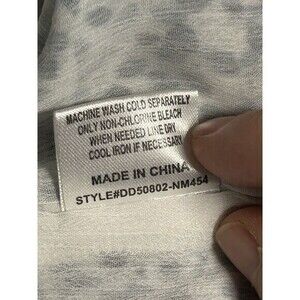 MACHINE WASH COLD SEPARATELY
ONLY NON-CHLORINE BLEACH
WHEN NEEDED LINE DRY
COOL IRON IF NECESSARY
MADE IN CHINA
STYLE#DD50802-NM454